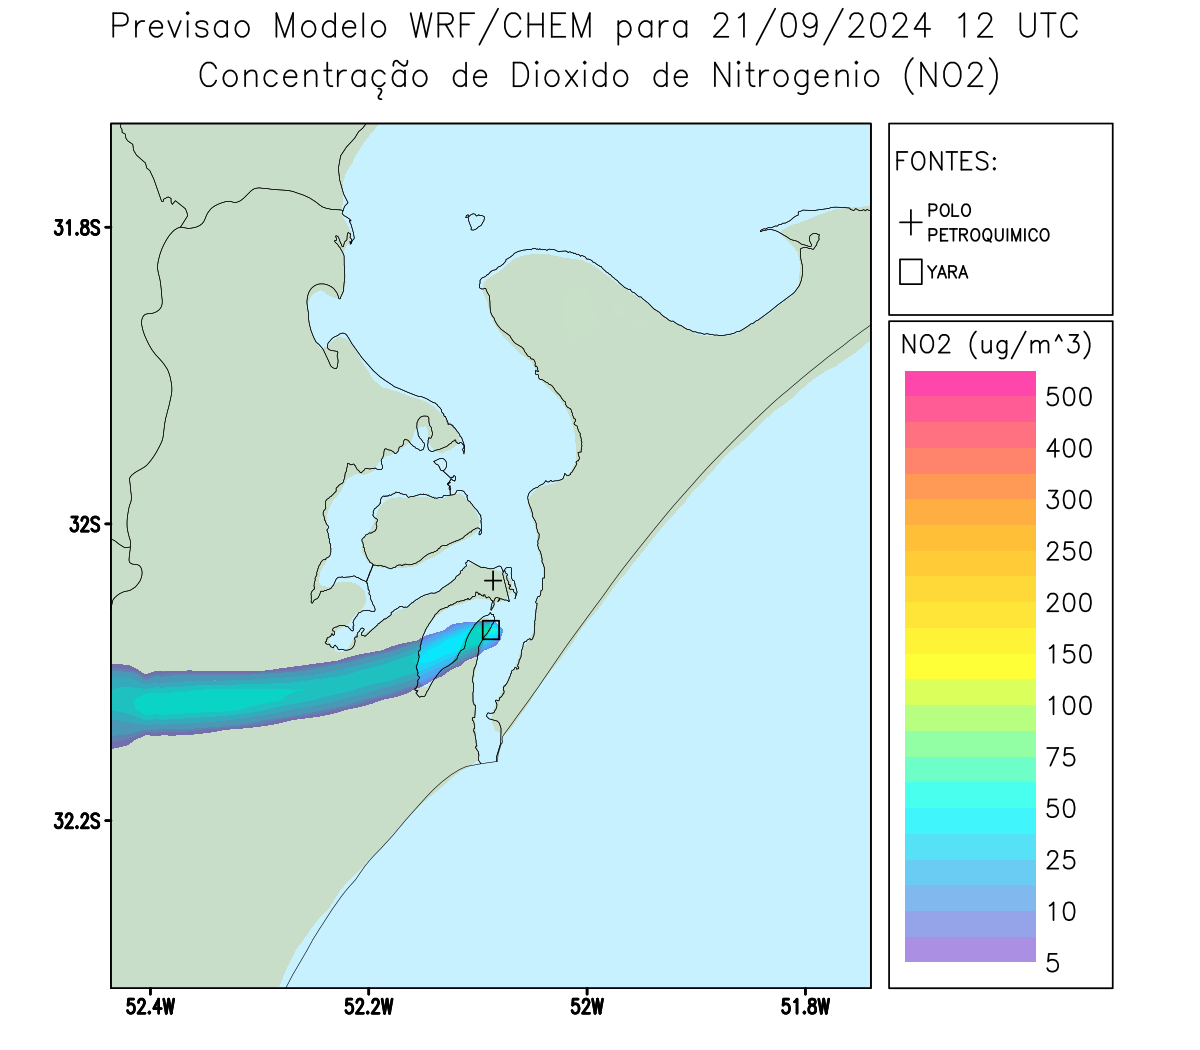 Previsao Modelo WRF/CHEM para 21/09/2024 12 UTC
Concentração de Dioxido de Nitrogenio (NO2)
FONTES:
POLO
PETROQUIMICO
YARA
NO2 (ug/m^3)
500
400
300
250
200
150
100
75
50
25
10
5
31.8S
32S
32.2S
52.4W
52.2W
52W
51.8W